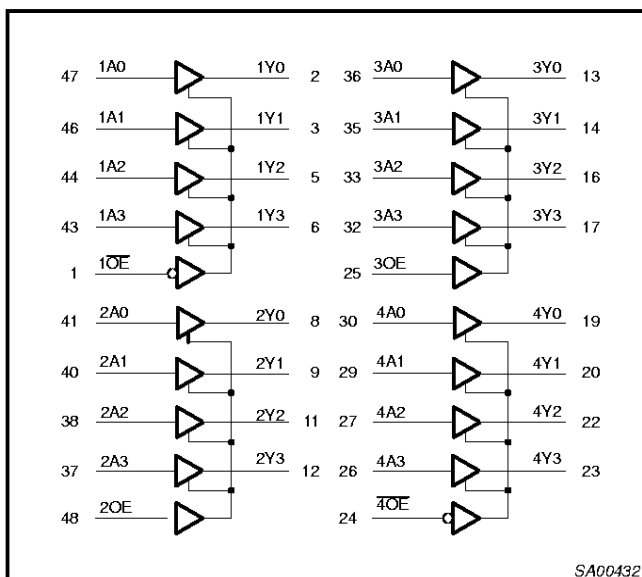 47 1A0 1Y0 2 36 3A0 3Y0 13
46 1A1 1Y1 3 35 3A1 3Y1 14
44 1A2 1Y2 5 33 3A2 3Y2 16
43 1A3 1Y3 6 32 3A3 3Y3 17
1 1O̅E̅ 25 3OE
41 2A0 2Y0 8 30 4A0 4Y0 19
40 2A1 2Y1 9 29 4A1 4Y1 20
38 2A2 2Y2 11 27 4A2 4Y2 22
37 2A3 2Y3 12 26 4A3 4Y3 23
48 2OE 24 4̅O̅E̅
SA00432